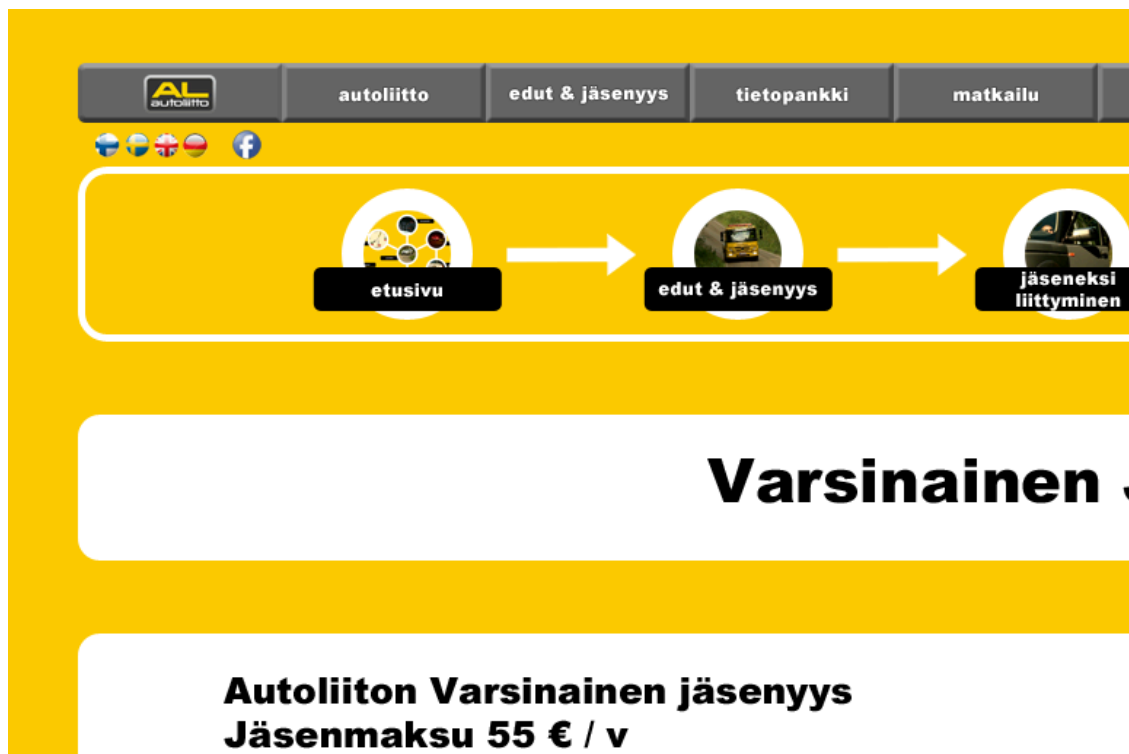 AL
autoliitto
autoliitto
edut & jäsenyys
tietopankki
matkailu
etusivu
edut & jäsenyys
jäseneksi
liittyminen
Varsinainen
Autoliiton Varsinainen jäsenyys
Jäsenmaksu 55 € / v